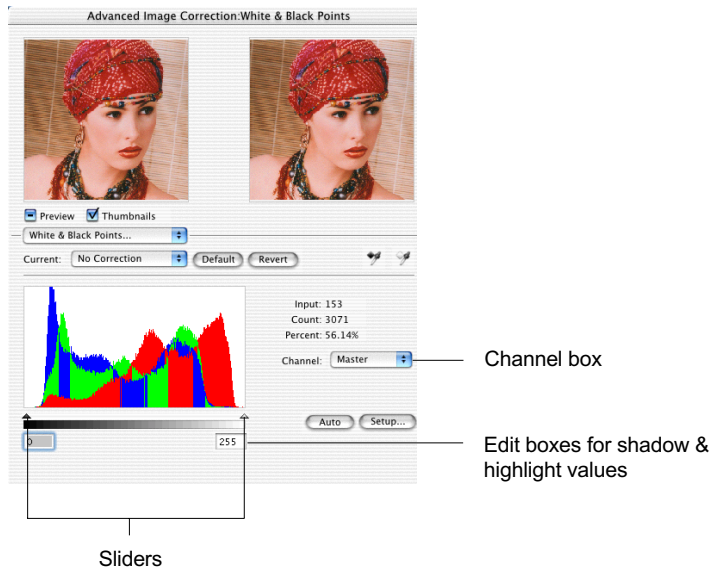 Advanced Image Correction:White & Black Points
Preview
Thumbnails
White & Black Points...
Current: No Correction
Default
Revert
Input: 153
Count: 3071
Percent: 56.14%
Channel: Master
Channel box
Auto
Setup...
0
255
Edit boxes for shadow &
highlight values
Sliders